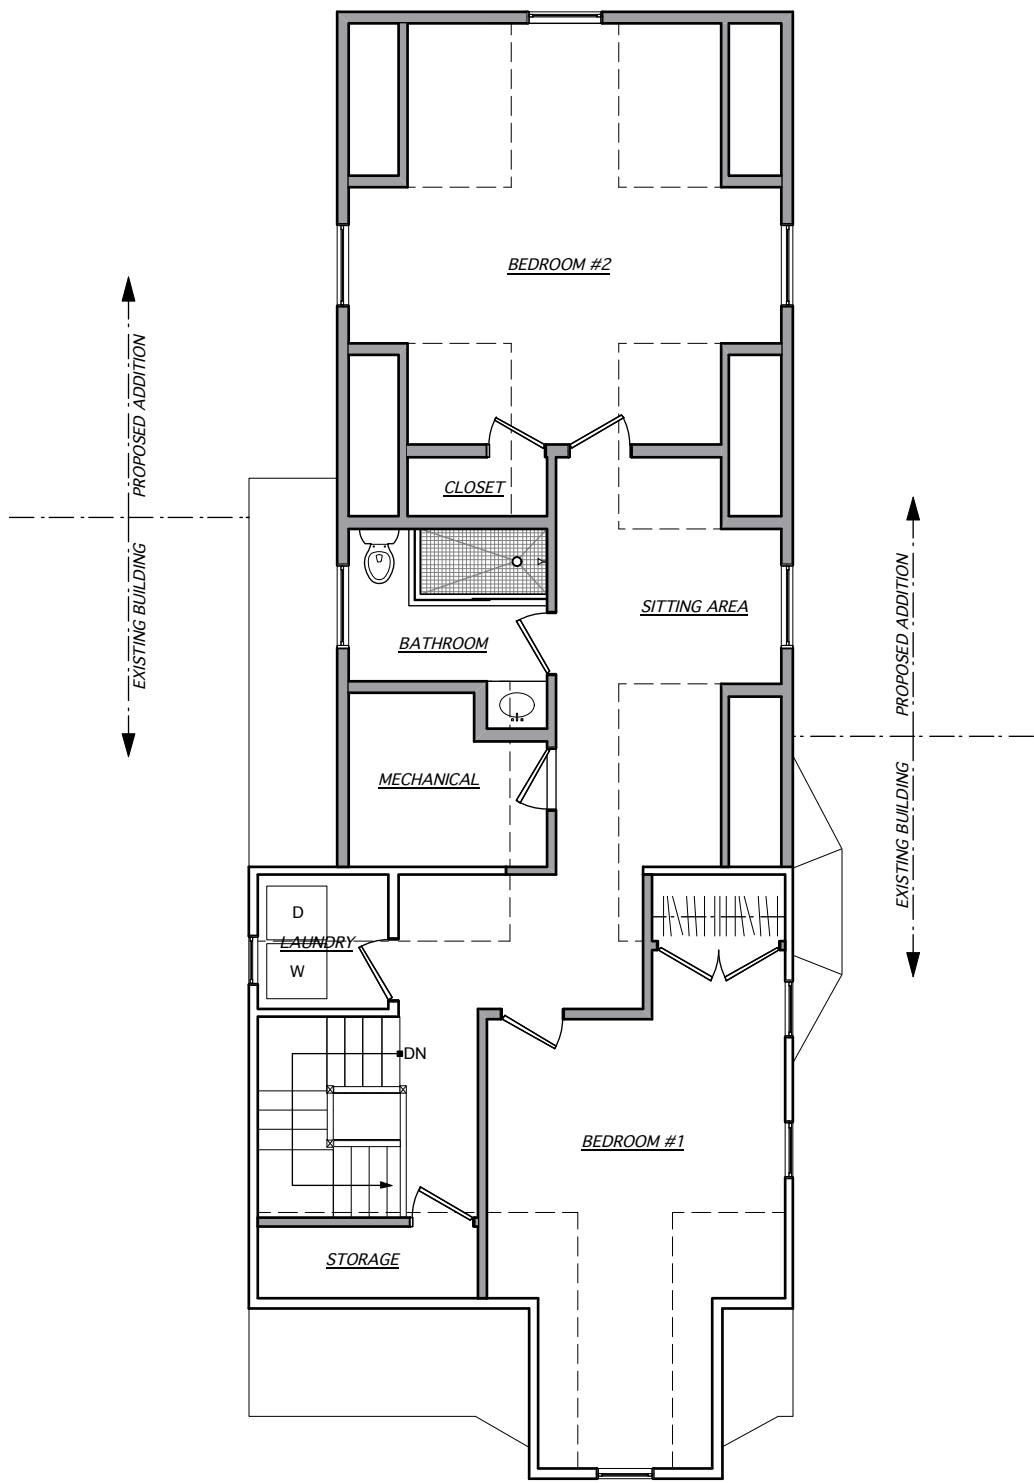 BEDROOM #2
PROPOSED ADDITION
EXISTING BUILDING
CLOSET
SITTING AREA
BATHROOM
PROPOSED ADDITION
EXISTING BUILDING
MECHANICAL
D
LAUNDRY
W
DN
BEDROOM #1
STORAGE